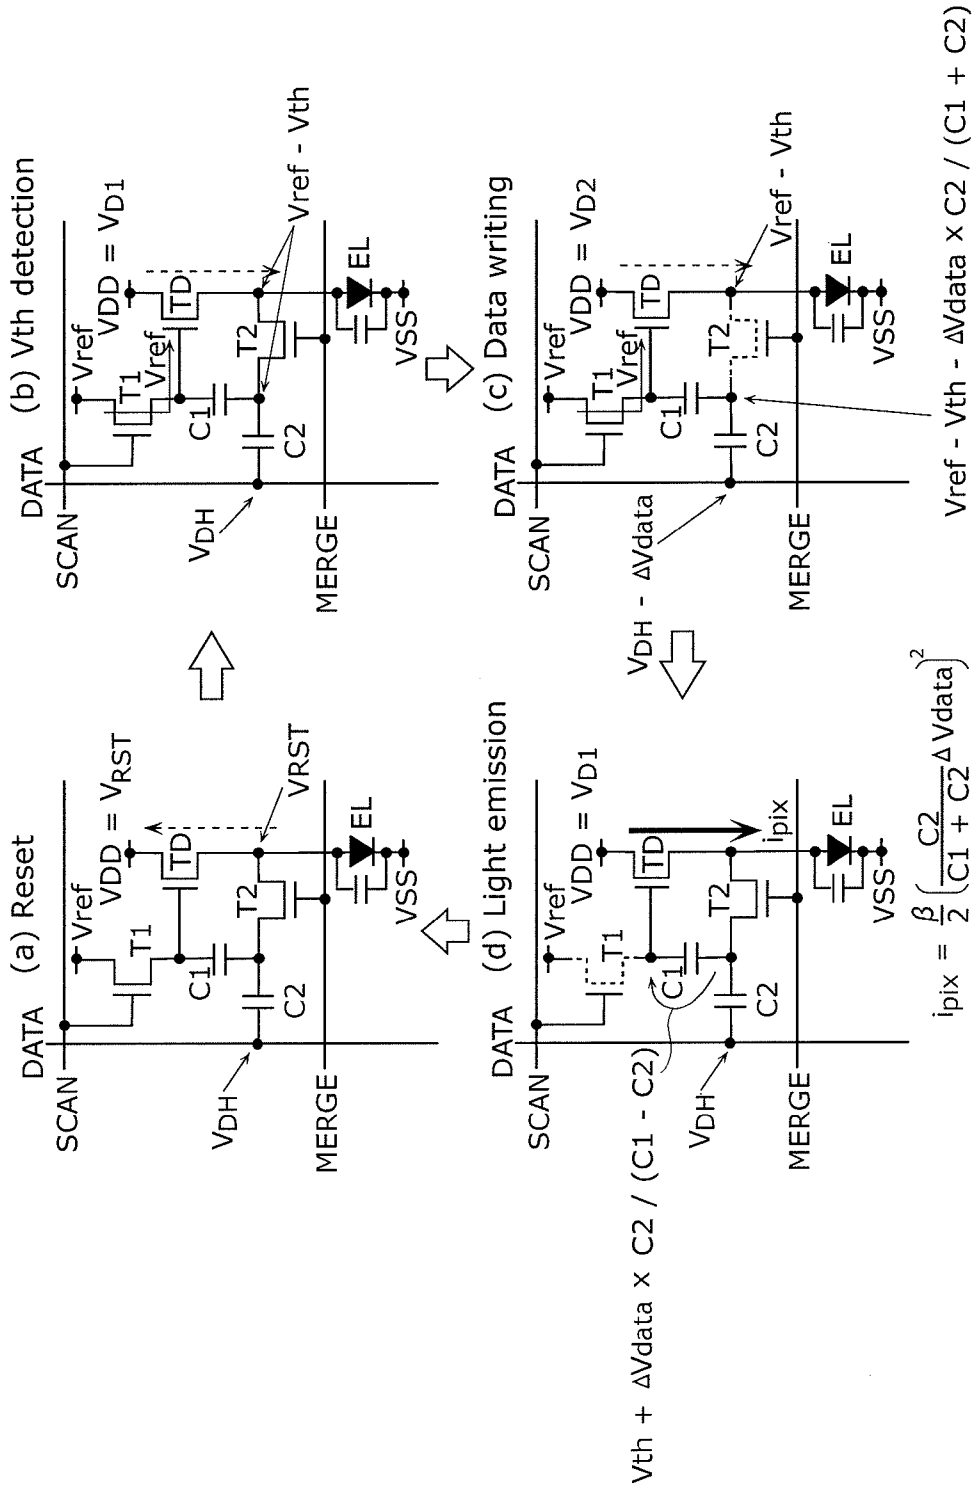 (a) Reset
DATA
SCAN
Vref
VDD = VRST
T1
TD
C1
T2
C2
VDH
VRST
MERGE
EL
VSS
(b) Vth detection
DATA
SCAN
Vref
VDD = VD1
T1
Vref
TD
C1
T2
C2
VDH
Vref - Vth
MERGE
EL
VSS
(c) Data writing
DATA
SCAN
Vref
VDD = VD2
T1
Vref
TD
C1
T2
C2
VDH - ΔVdata
Vref - Vth
MERGE
EL
VSS
Vref - Vth - ΔVdata x C2 / (C1 + C2)
(d) Light emission
DATA
SCAN
Vref
VDD = VD1
T1
TD
C1
T2
C2
ipix
Vth + ΔVdata x C2 / (C1 - C2)
VDH
MERGE
EL
VSS
ipix = β/2 (C2/(C1 + C2) ΔVdata)²